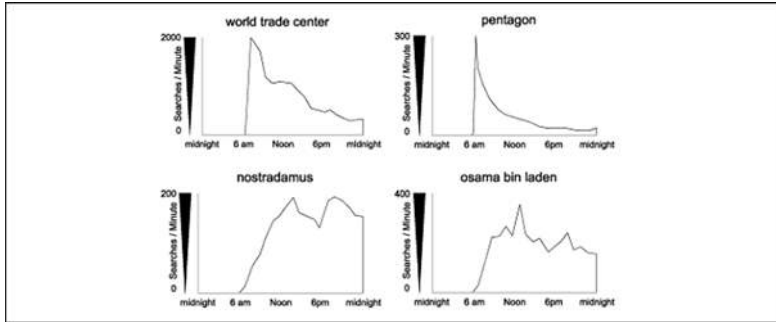 world trade center
2000
Searches / Minute
0
midnight 6 am Noon 6pm midnight
pentagon
300
Searches / Minute
0
midnight 6 am Noon 6pm midnight
nostradamus
200
Searches / Minute
0
midnight 6 am Noon 6pm midnight
osama bin laden
400
Searches / Minute
0
midnight 6 am Noon 6pm midnight